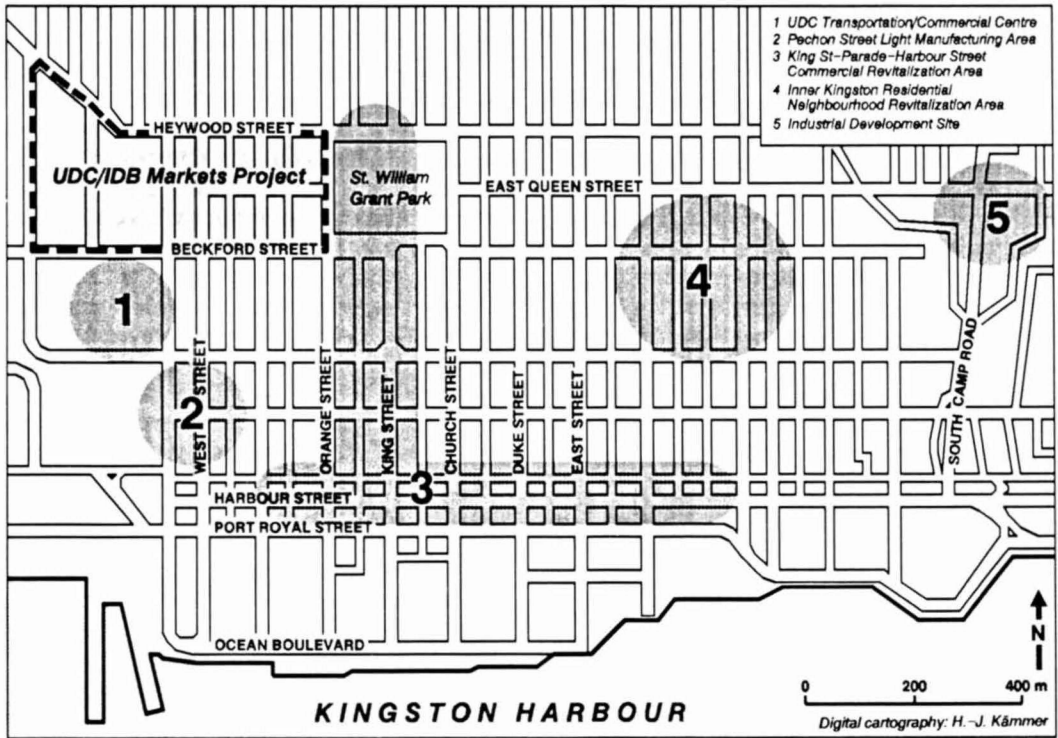 1 UDC Transportation/Commercial Centre
2 Pechon Street Light Manufacturing Area
3 King St-Parade-Harbour Street
Commercial Revitalization Area
4 Inner Kingston Residential
Neighbourhood Revitalization Area
5 Industrial Development Site
HEYWOOD STREET
UDC/IDB Markets Project
St. William
Grant Park
EAST QUEEN STREET
BECKFORD STREET
1
2
3
4
5
WEST STREET
ORANGE STREET
KING STREET
CHURCH STREET
DUKE STREET
EAST STREET
SOUTH CAMP ROAD
HARBOUR STREET
PORT ROYAL STREET
OCEAN BOULEVARD
KINGSTON HARBOUR
N
0 200 400 m
Digital cartography: H.-J. Kämmer